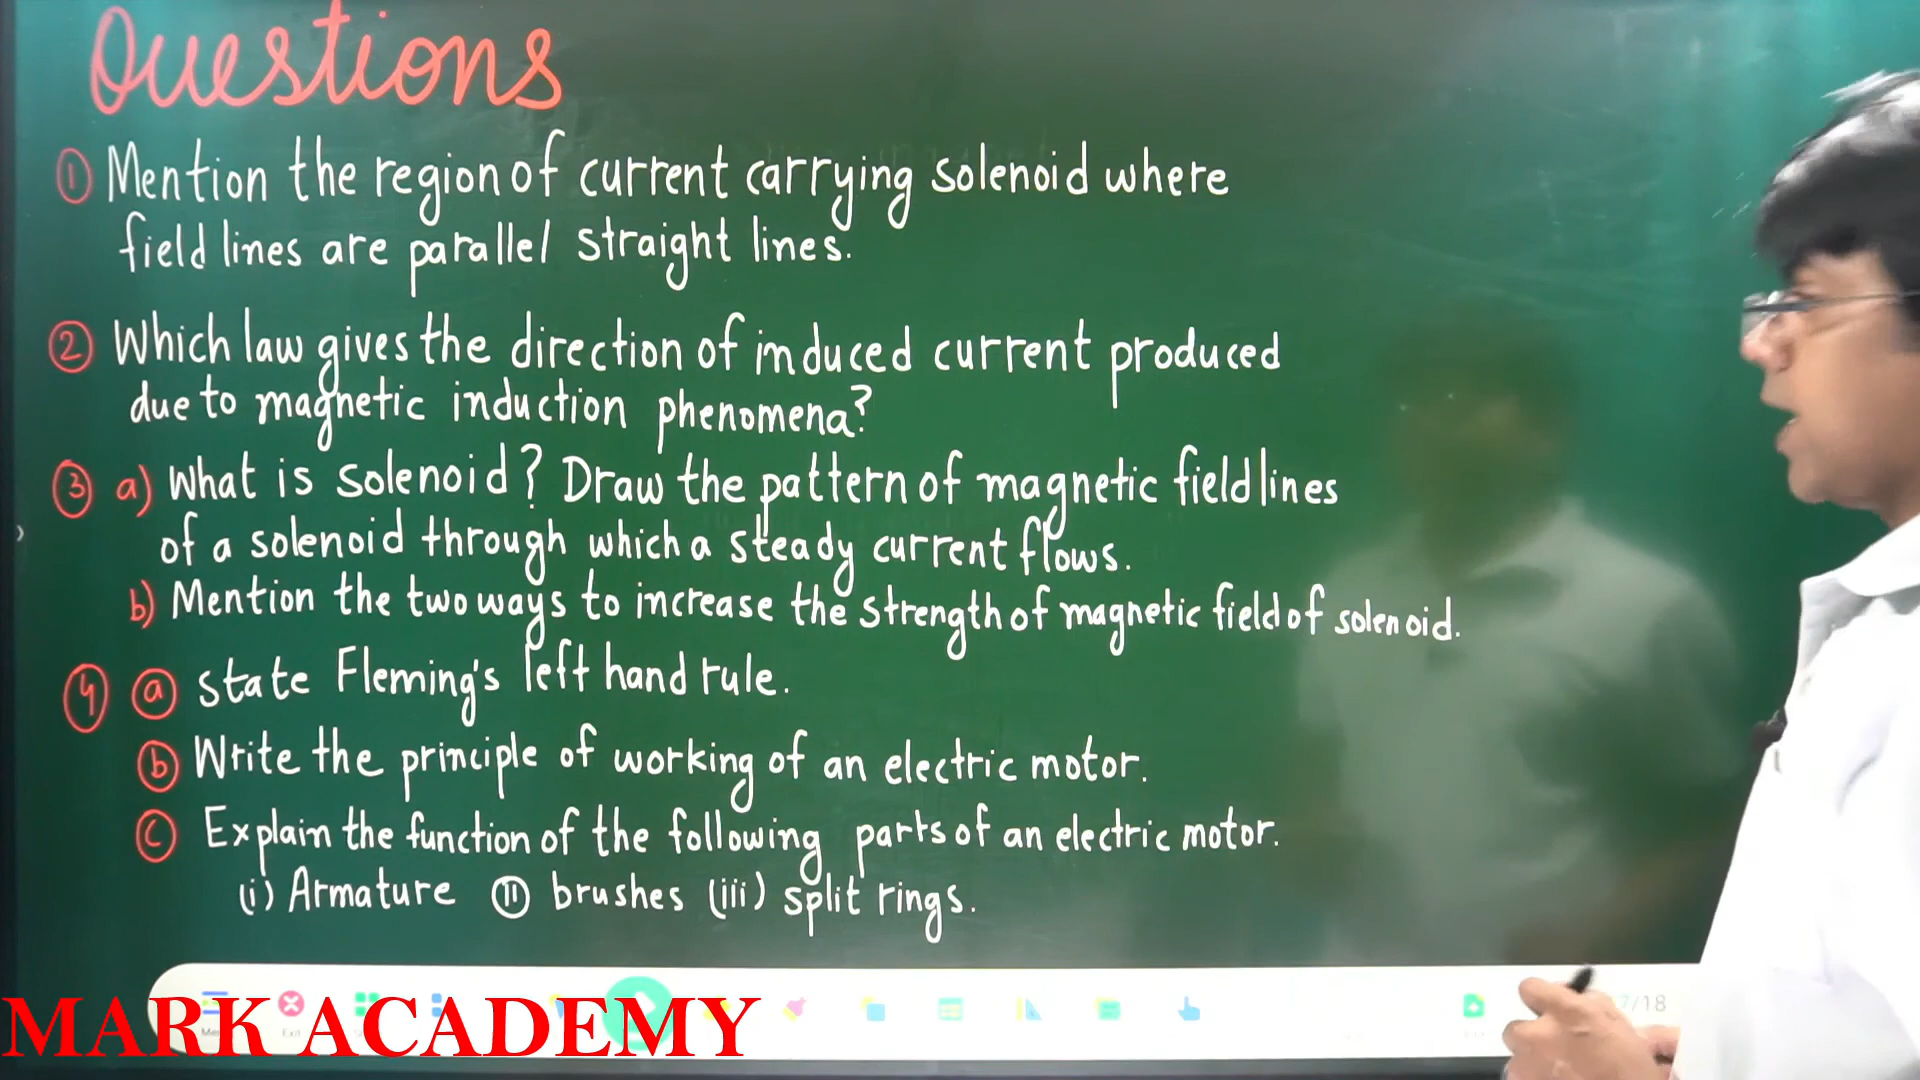 Questions
① Mention the region of current carrying solenoid where
field lines are parallel straight lines.
② Which law gives the direction of induced current produced
due to magnetic induction phenomena?
③ a) What is solenoid? Draw the pattern of magnetic field lines
of a solenoid through which a steady current flows.
b) Mention the two ways to increase the strength of magnetic field of solenoid.
④ ⓐ state Fleming's left hand rule.
ⓑ Write the principle of working of an electric motor.
ⓒ Explain the function of the following parts of an electric motor.
(i) Armature ⓘⓘ brushes (iii) split rings.
MARK ACADEMY
7/18